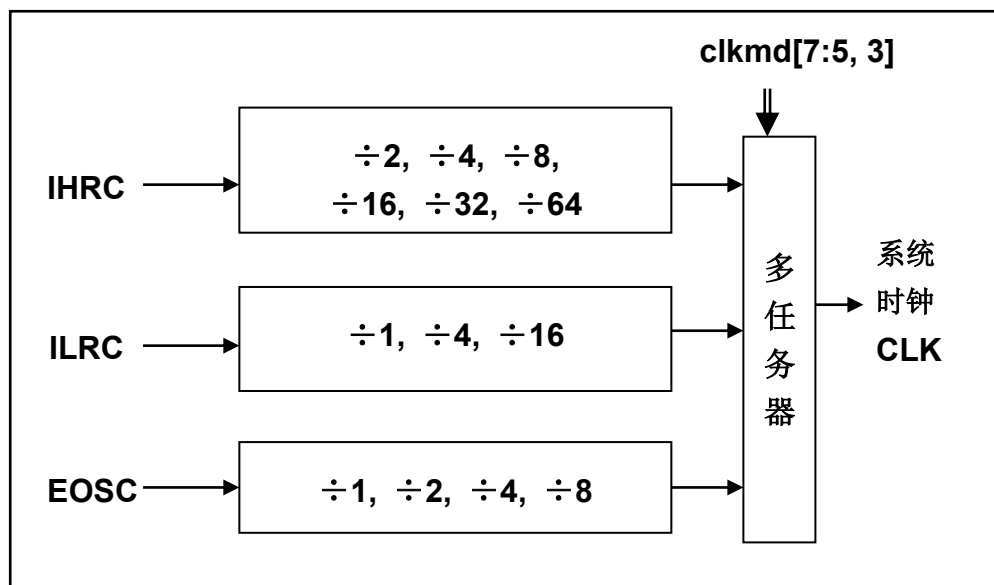 clkmd[7:5, 3]
IHRC
÷2, ÷4, ÷8,
÷16, ÷32, ÷64
ILRC
÷1, ÷4, ÷16
EOSC
÷1, ÷2, ÷4, ÷8
多
任
务
器
系统
时钟
CLK